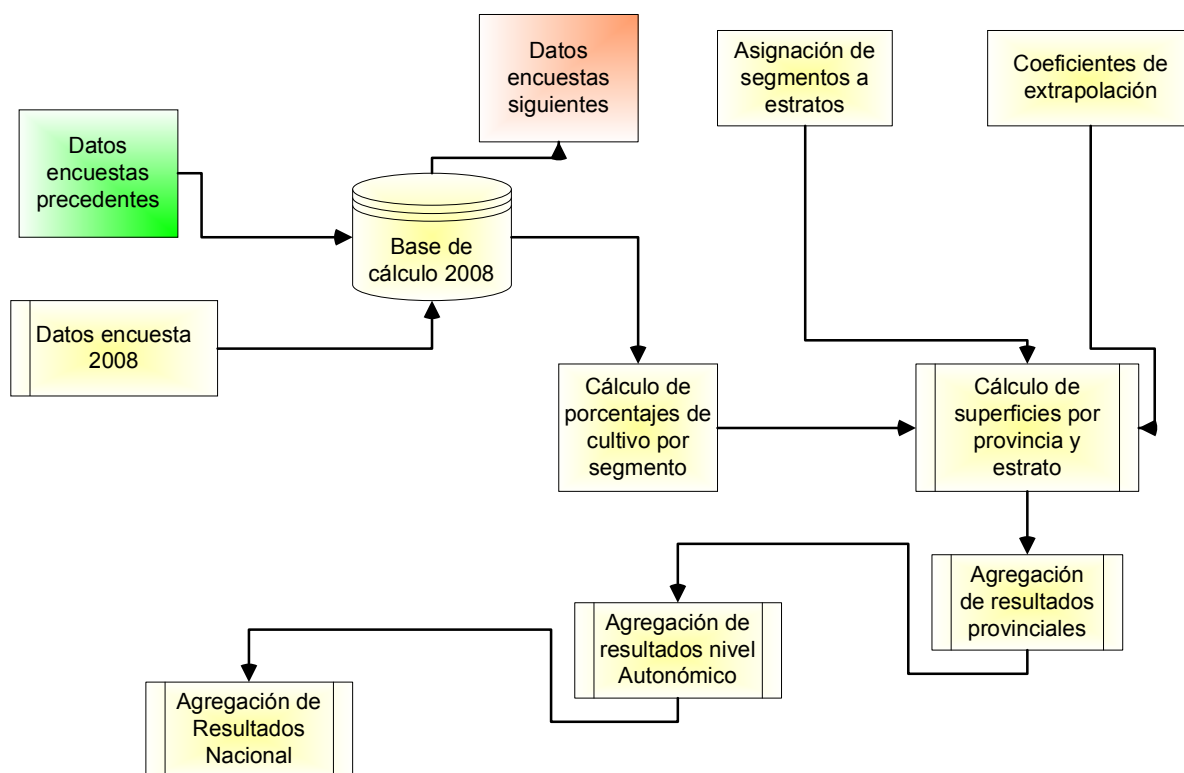 Datos
encuestas
siguientes
Asignación de
segmentos a
estratos
Coeficientes de
extrapolación
Datos
encuestas
precedentes
Base de
cálculo 2008
Datos encuesta
2008
Cálculo de
porcentajes de
cultivo por
segmento
Cálculo de
superficies por
provincia y
estrato
Agregación
de resultados
provinciales
Agregación de
resultados nivel
Autonómico
Agregación de
Resultados
Nacional